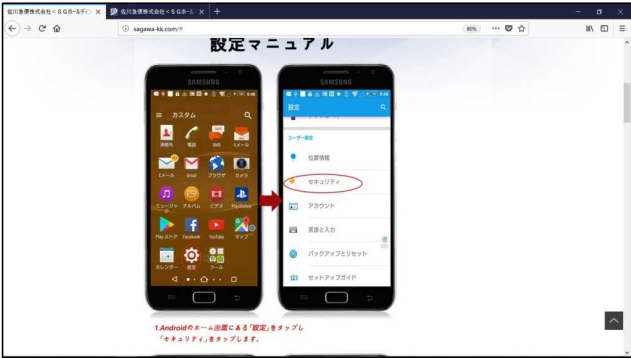 佐川急便株式会社＜ＳＧホールディ
佐川急便株式会社＜ＳＧホール
sagawa-kk.com/#
80%
設定マニュアル
SAMSUNG
カスタム
連絡先
電話
SMS
Eメール
Eメール
Gmail
ブラウザ
カメラ
ミュージック
アルバム
ビデオ
PlayStation
Play ストア
Facebook
YouTube
マップ
カレンダー
設定
ツール
SAMSUNG
設定
ユーザー設定
位置情報
セキュリティ
アカウント
言語と入力
バックアップとリセット
セットアップガイド
1.Androidのホーム画面にある「設定」をタップし
「セキュリティ」をタップします。